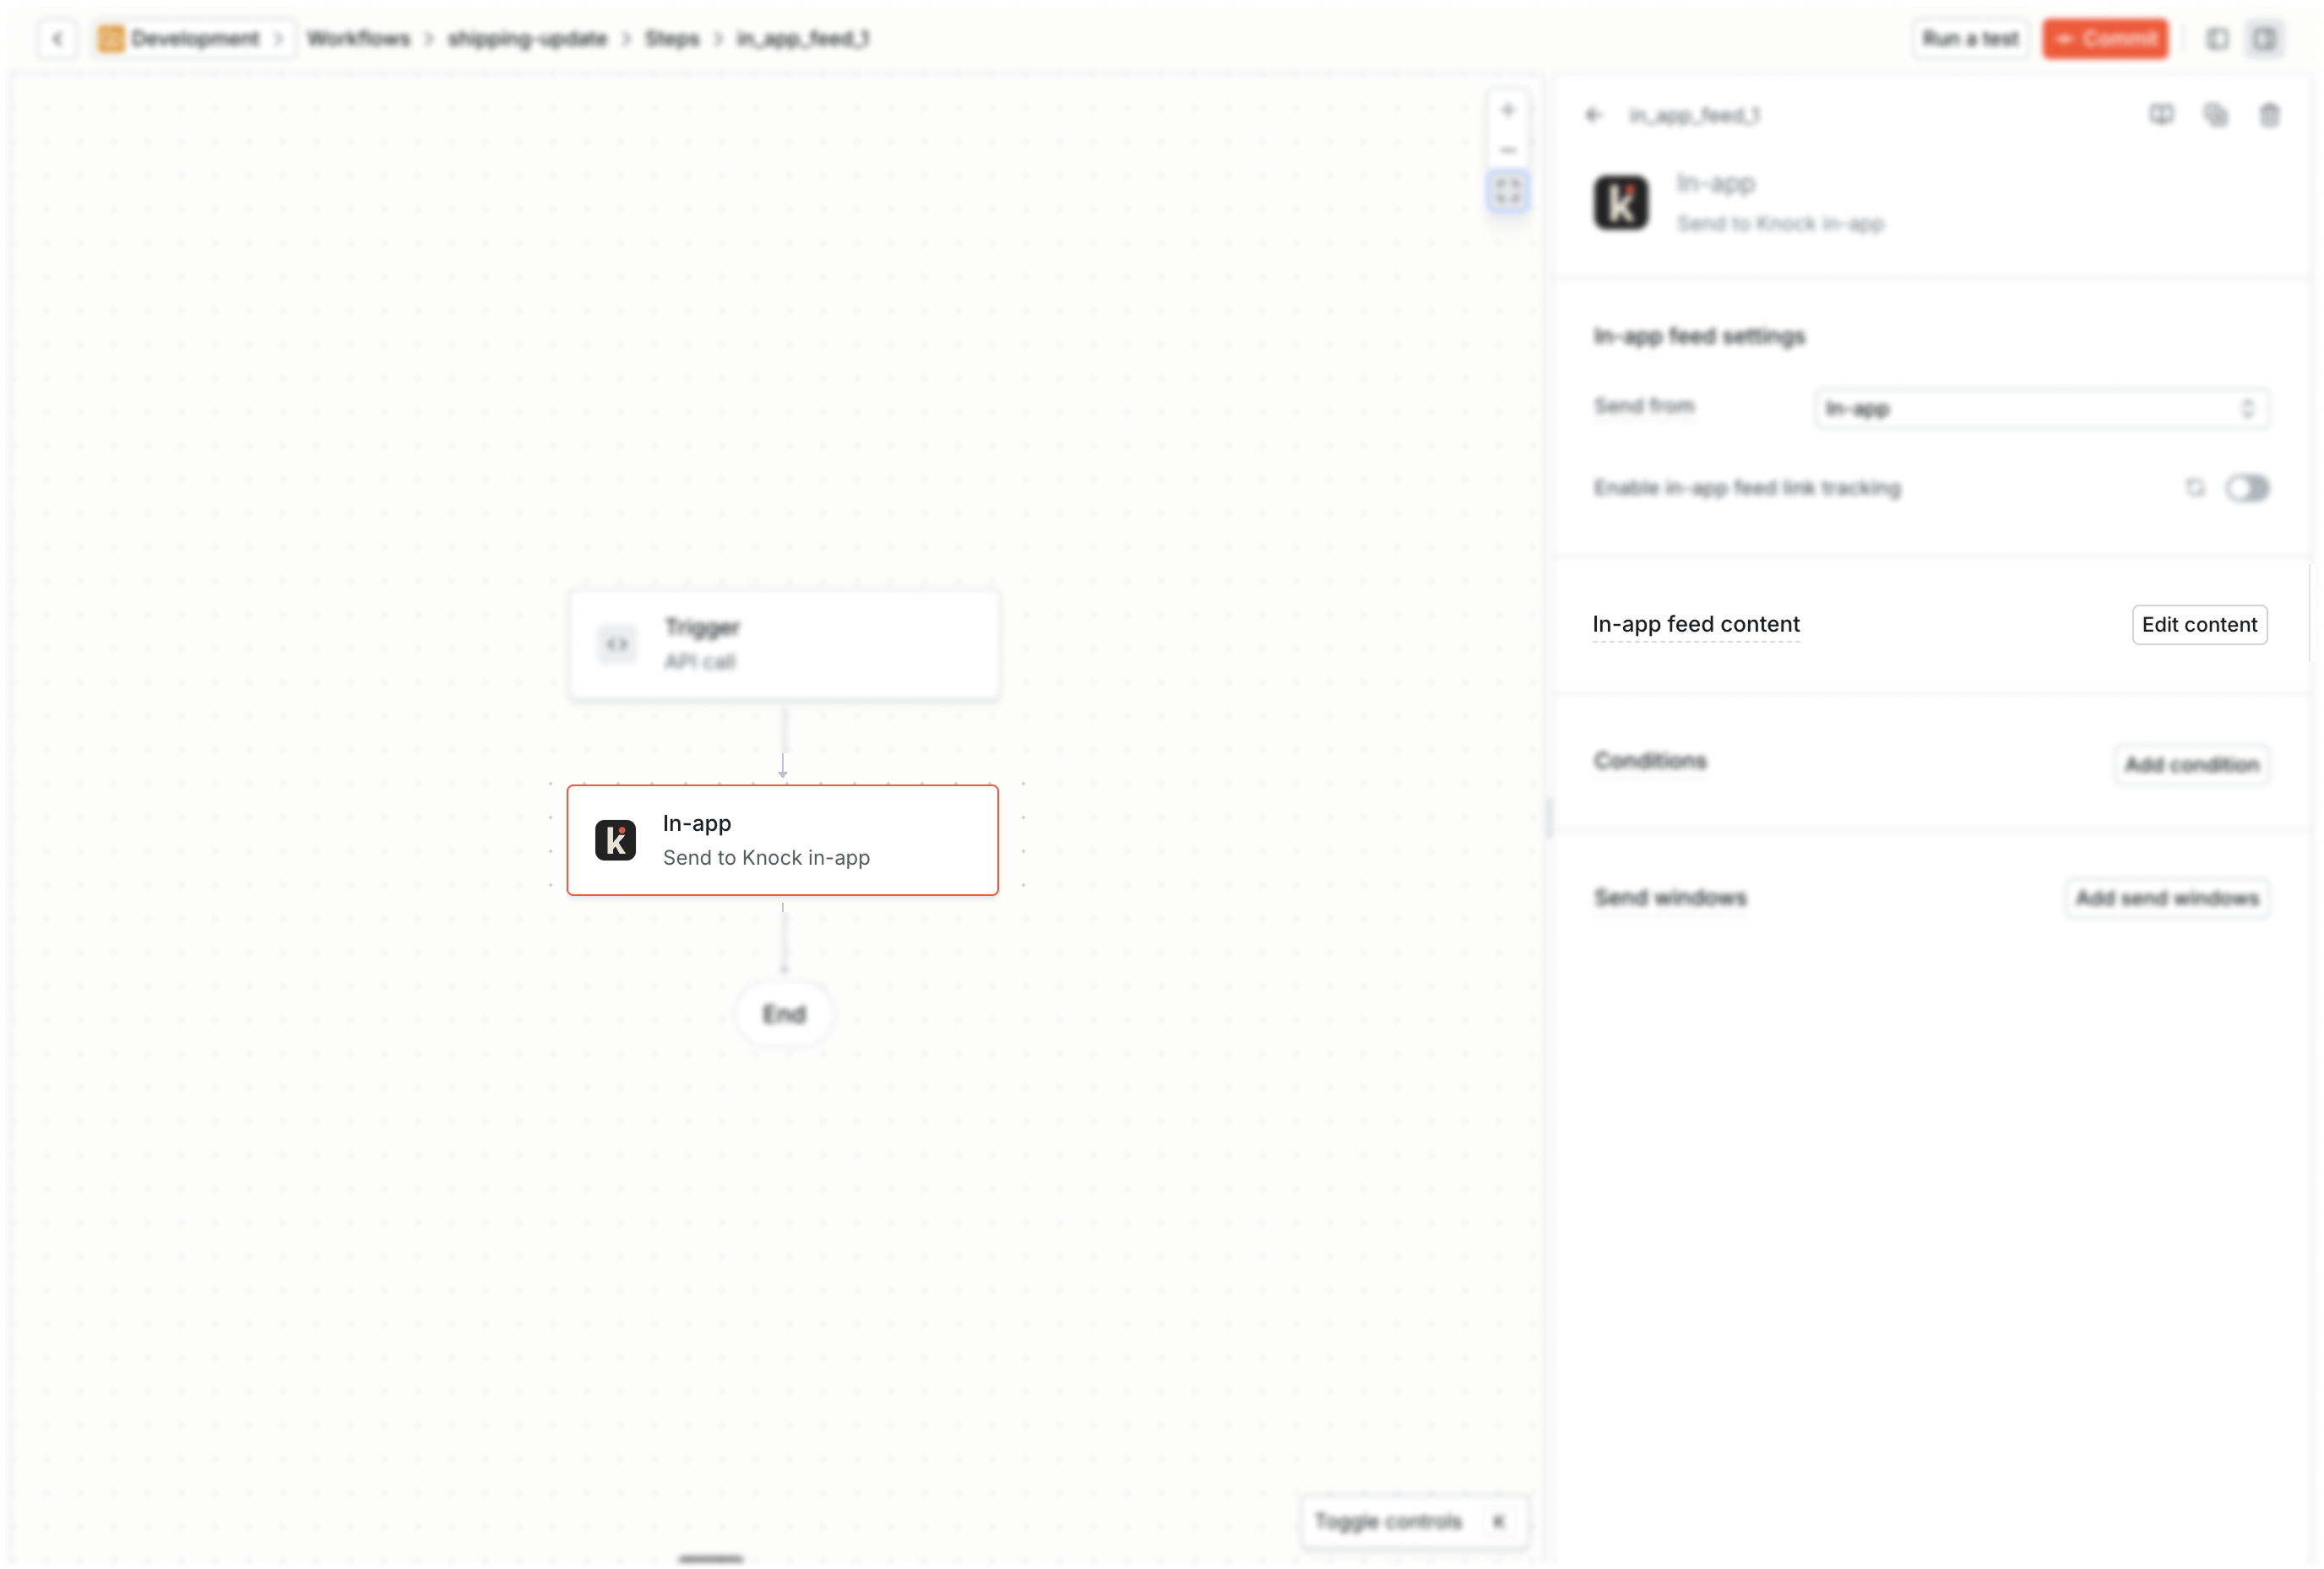 Development
Workflows
shipping-update
Steps
in_app_feed_1
Run a test
Commit
in_app_feed_1
In-app
Send to Knock in-app
In-app feed settings
Send from
In-app
Enable in-app feed link tracking
In-app feed content
Edit content
Conditions
Add condition
Send windows
Add send windows
Trigger
API call
In-app
Send to Knock in-app
End
Toggle controls K